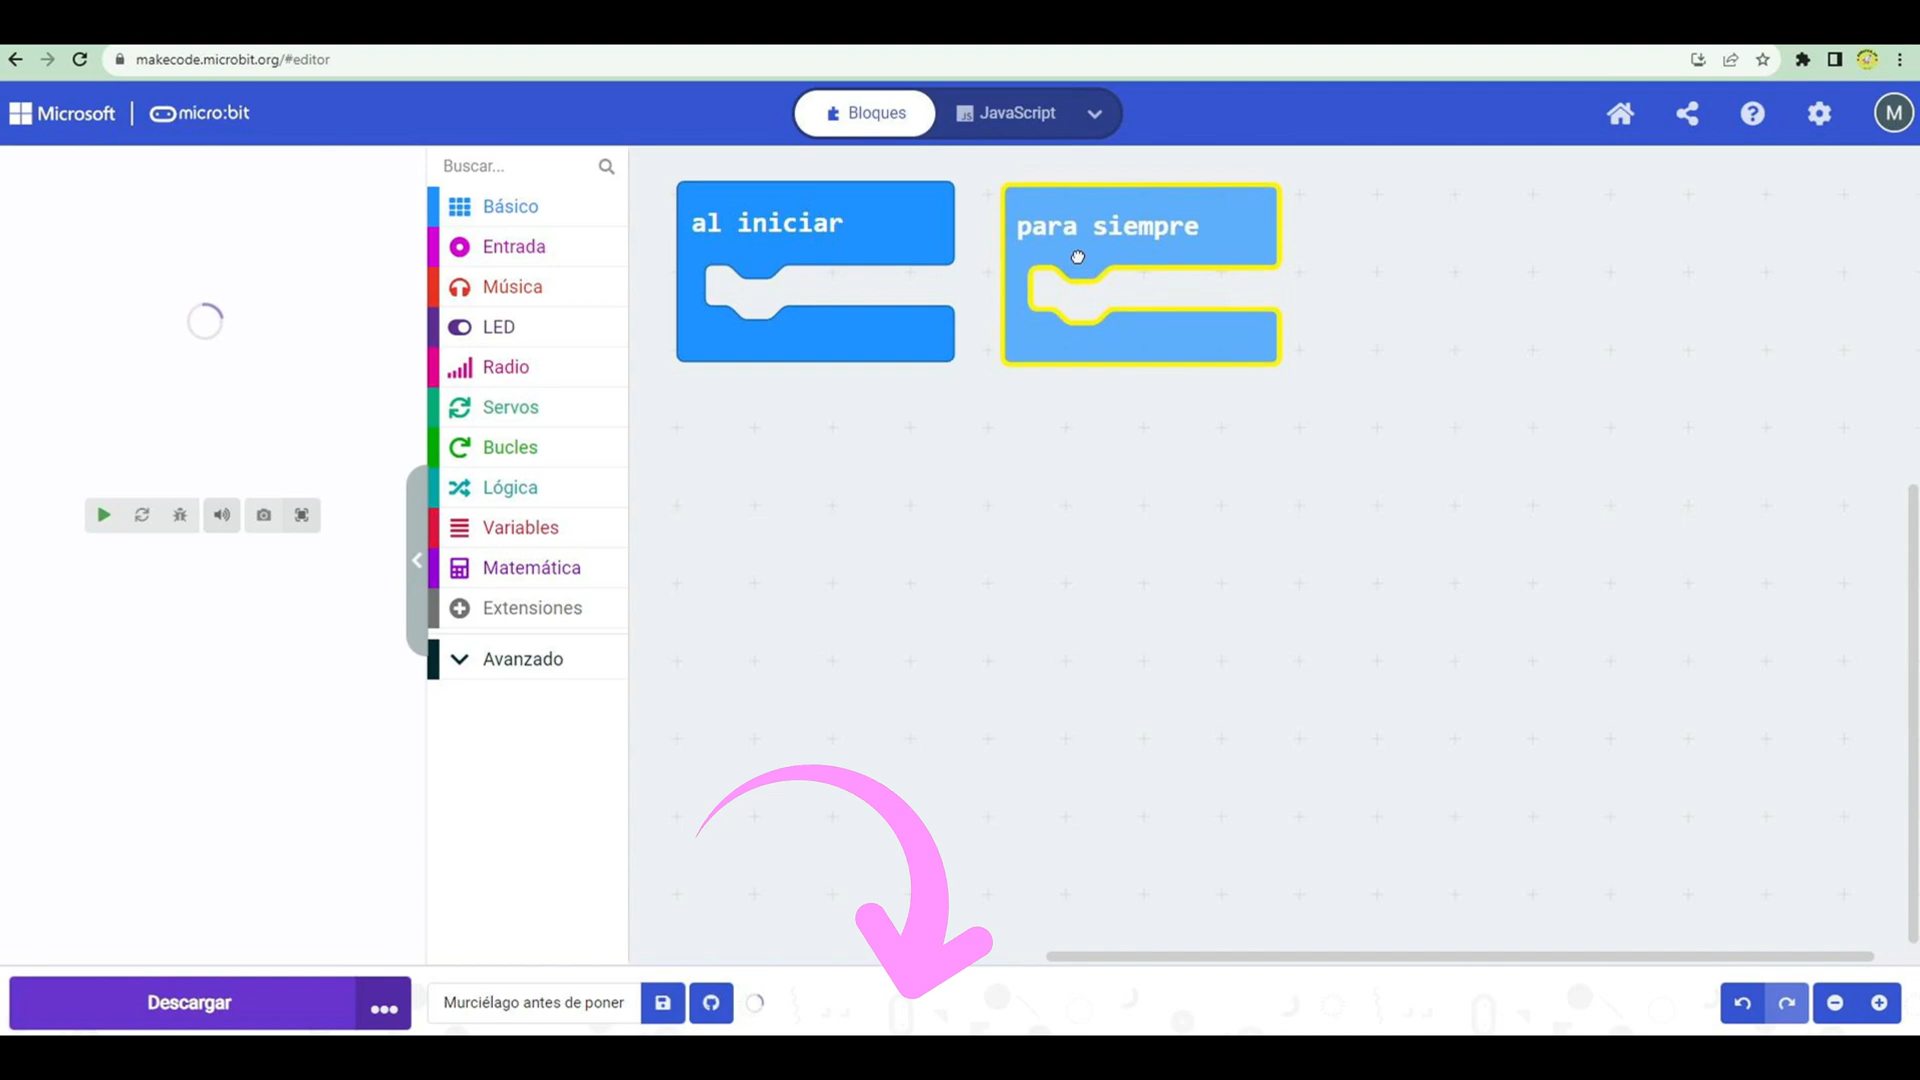 makecode.microbit.org/#editor
Microsoft
micro:bit
Bloques
JS
JavaScript
M
Buscar...
Básico
Entrada
Música
LED
Radio
Servos
Bucles
Lógica
Variables
Matemática
Extensiones
Avanzado
al iniciar
para siempre
Descargar
Murciélago antes de poner